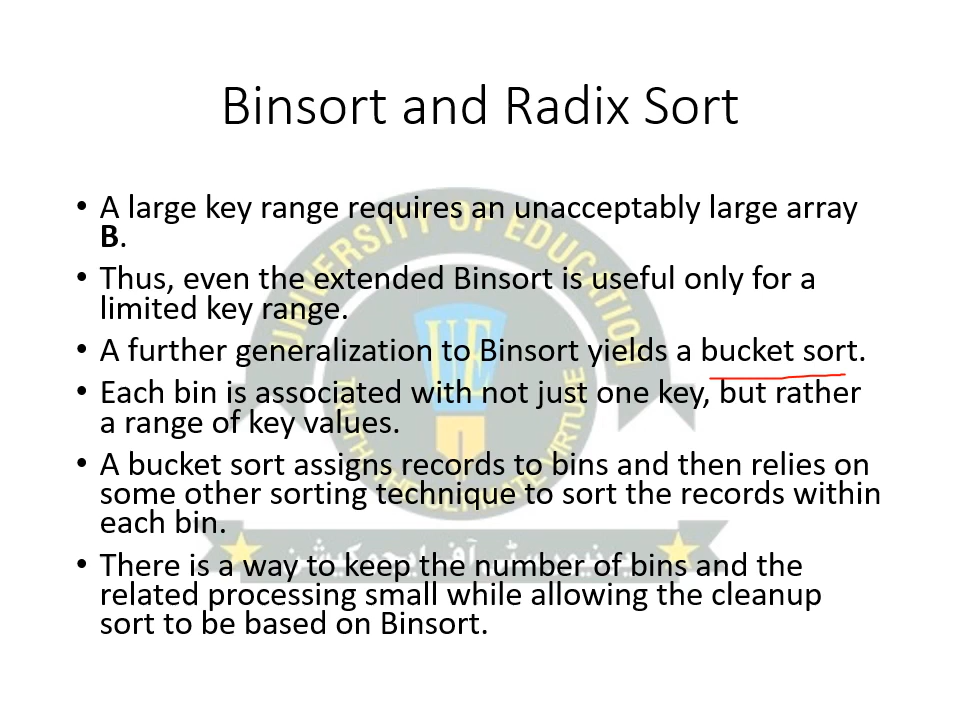 Binsort and Radix Sort
• A large key range requires an unacceptably large array
B.
• Thus, even the extended Binsort is useful only for a
limited key range.
• A further generalization to Binsort yields a bucket sort.
• Each bin is associated with not just one key, but rather
a range of key values.
• A bucket sort assigns records to bins and then relies on
some other sorting technique to sort the records within
each bin.
• There is a way to keep the number of bins and the
related processing small while allowing the cleanup
sort to be based on Binsort.
UNIVERSITY OF EDUCATION
UE